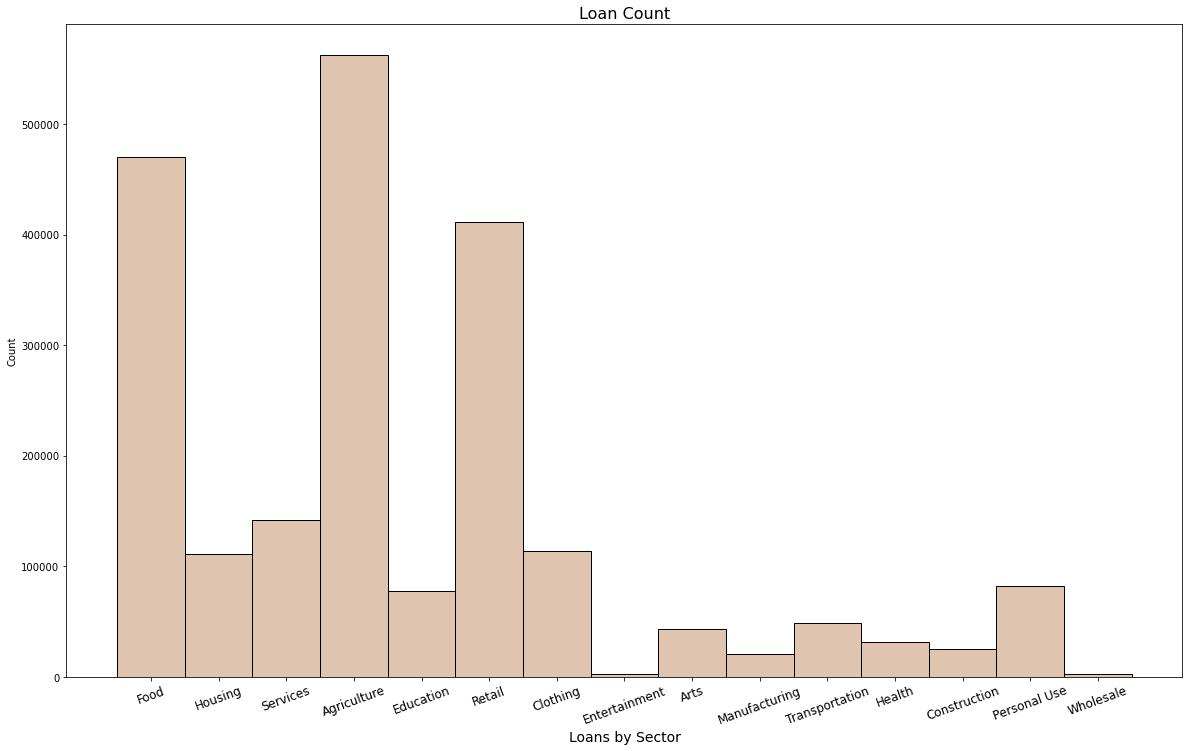 Loan Count
500000
400000
300000
200000
100000
0
Count
Food
Housing
Services
Agriculture
Education
Retail
Clothing
Entertainment
Arts
Manufacturing
Transportation
Health
Construction
Personal Use
Wholesale
Loans by Sector